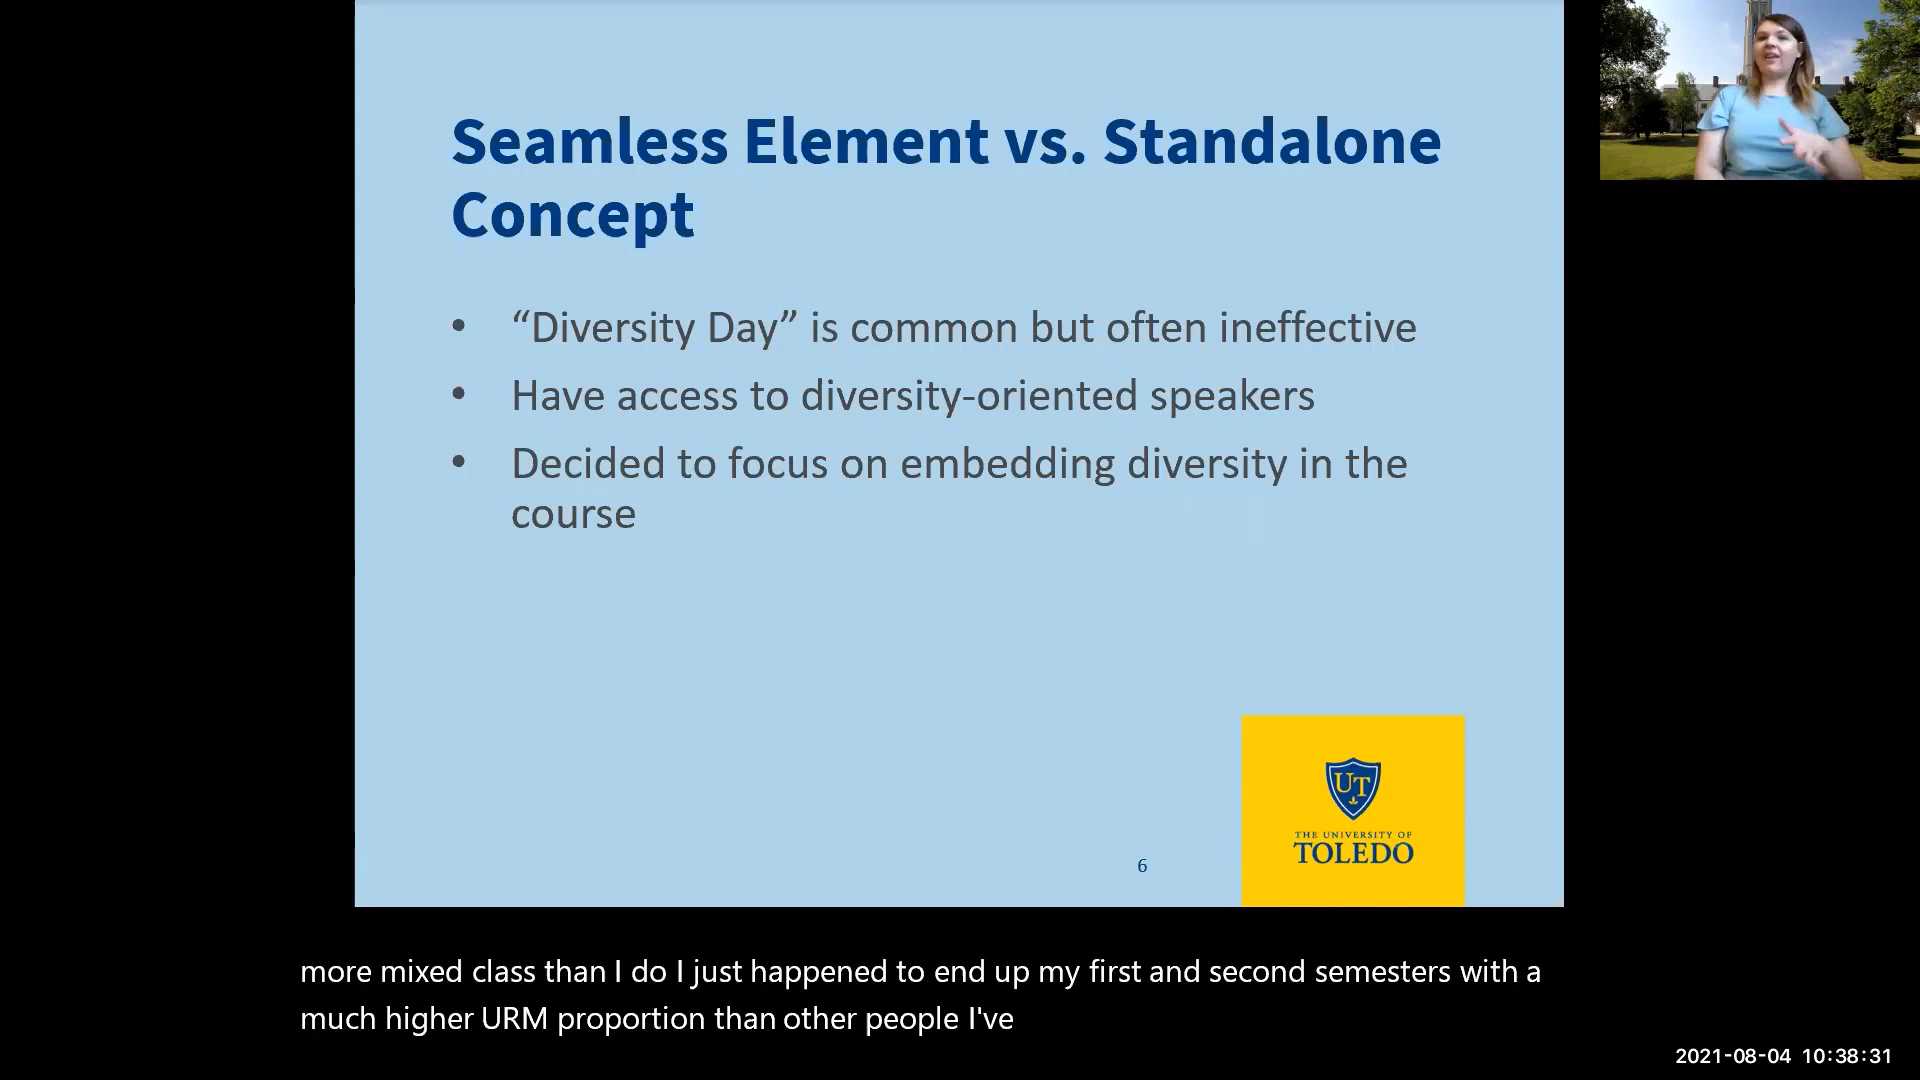 Seamless Element vs. Standalone
Concept
• “Diversity Day” is common but often ineffective
• Have access to diversity-oriented speakers
• Decided to focus on embedding diversity in the
course
UT
THE UNIVERSITY OF
TOLEDO
6
more mixed class than I do I just happened to end up my first and second semesters with a
much higher URM proportion than other people I've
2021-08-04 10:38:31